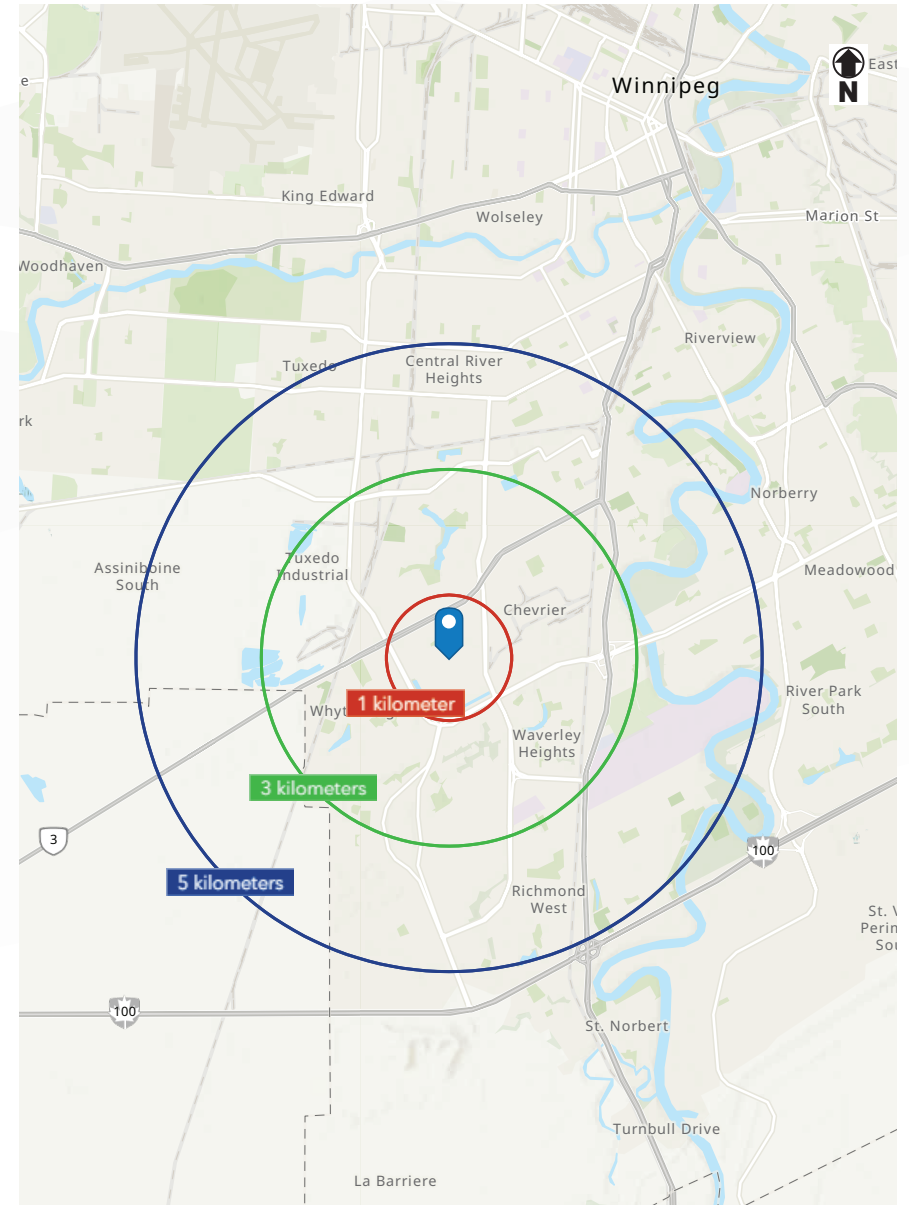 Winnipeg
East
N
e
King Edward
Wolseley
Marion St
Woodhaven
Riverview
Tuxedo
Central River
Heights
rk
Norberry
Assiniboine
South
Tuxedo
Industrial
Meadowood
Chevrier
1 kilometer
Whyt
River Park
South
Waverley
Heights
3 kilometers
3
100
5 kilometers
Richmond
West
St. V
Perin
Sou
100
St. Norbert
Turnbull Drive
La Barriere